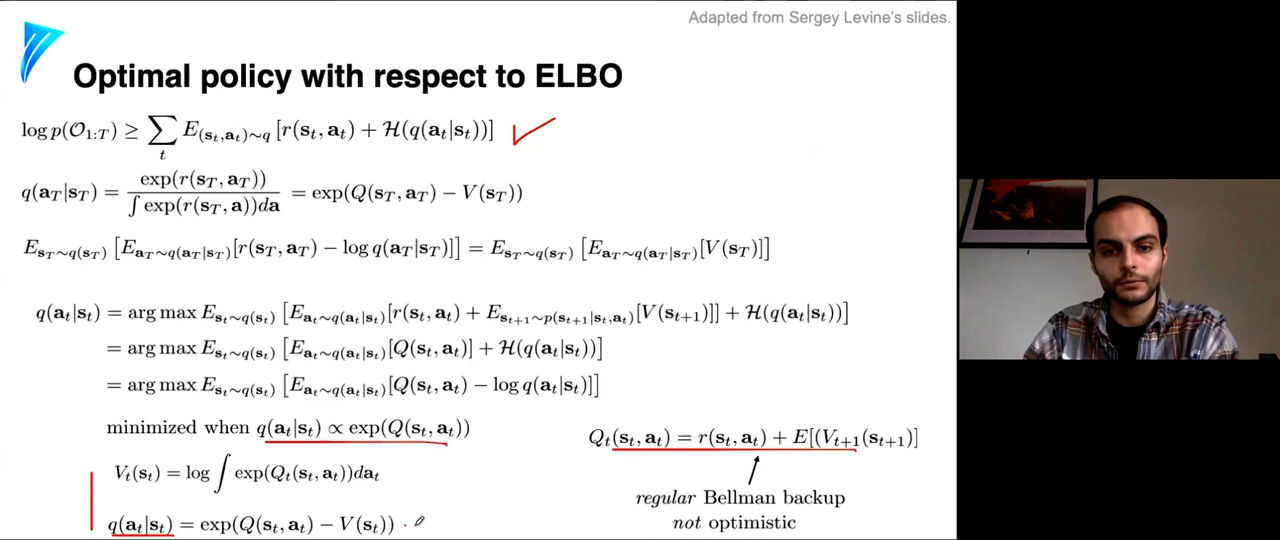 Adapted from Sergey Levine's slides.
Optimal policy with respect to ELBO
log p(𝒪₁:T) ≥ ∑_t E_{(s_t,a_t)∼q} [r(s_t, a_t) + ℋ(q(a_t|s_t))]
q(a_T|s_T) = exp(r(s_T, a_T)) / ∫ exp(r(s_T, a))da = exp(Q(s_T, a_T) − V(s_T))
E_{s_T∼q(s_T)} [E_{a_T∼q(a_T|s_T)}[r(s_T, a_T) − log q(a_T|s_T)]] = E_{s_T∼q(s_T)} [E_{a_T∼q(a_T|s_T)}[V(s_T)]]
q(a_t|s_t) = arg max E_{s_t∼q(s_t)} [E_{a_t∼q(a_t|s_t)}[r(s_t, a_t) + E_{s_{t+1}∼p(s_{t+1}|s_t,a_t)}[V(s_{t+1})]] + ℋ(q(a_t|s_t))]
= arg max E_{s_t∼q(s_t)} [E_{a_t∼q(a_t|s_t)}[Q(s_t, a_t)] + ℋ(q(a_t|s_t))]
= arg max E_{s_t∼q(s_t)} [E_{a_t∼q(a_t|s_t)}[Q(s_t, a_t) − log q(a_t|s_t)]]
minimized when q(a_t|s_t) ∝ exp(Q(s_t, a_t))
V_t(s_t) = log ∫ exp(Q_t(s_t, a_t))da_t
q(a_t|s_t) = exp(Q(s_t, a_t) − V(s_t))
Q_t(s_t, a_t) = r(s_t, a_t) + E[(V_{t+1}(s_{t+1})]
regular Bellman backup
not optimistic